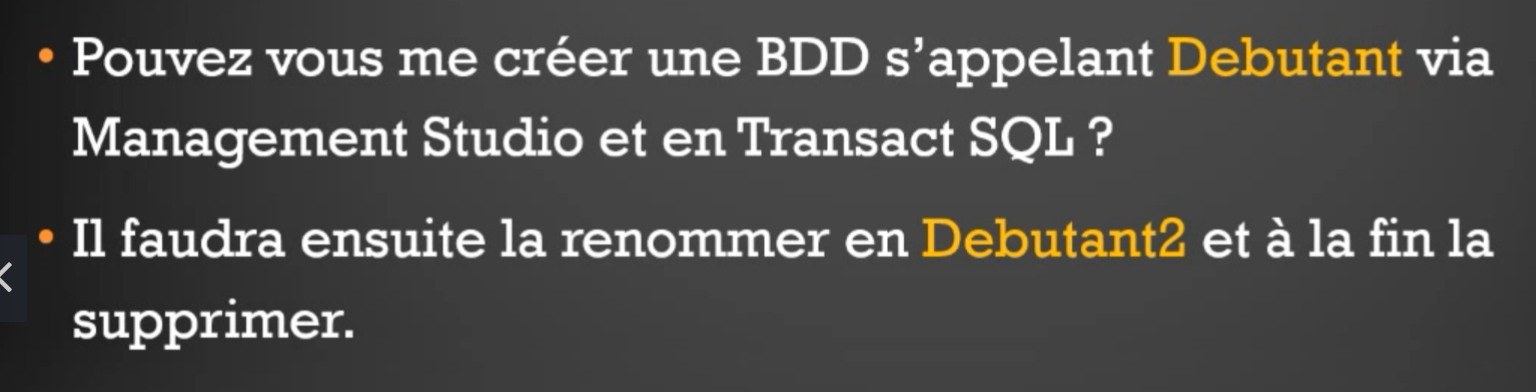 • Pouvez vous me créer une BDD s’appelant Debutant via
Management Studio et en Transact SQL ?
• Il faudra ensuite la renommer en Debutant2 et à la fin la
supprimer.